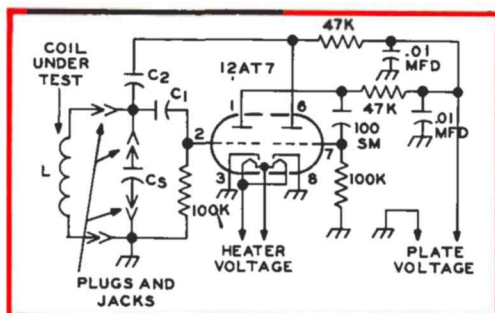 COIL
UNDER
TEST
C2
C1
12AT7
47K
.01
MFD
1
6
47K
.01
MFD
100
SM
L
CS
2
7
3
8
100K
100K
HEATER
VOLTAGE
PLATE
VOLTAGE
PLUGS AND
JACKS